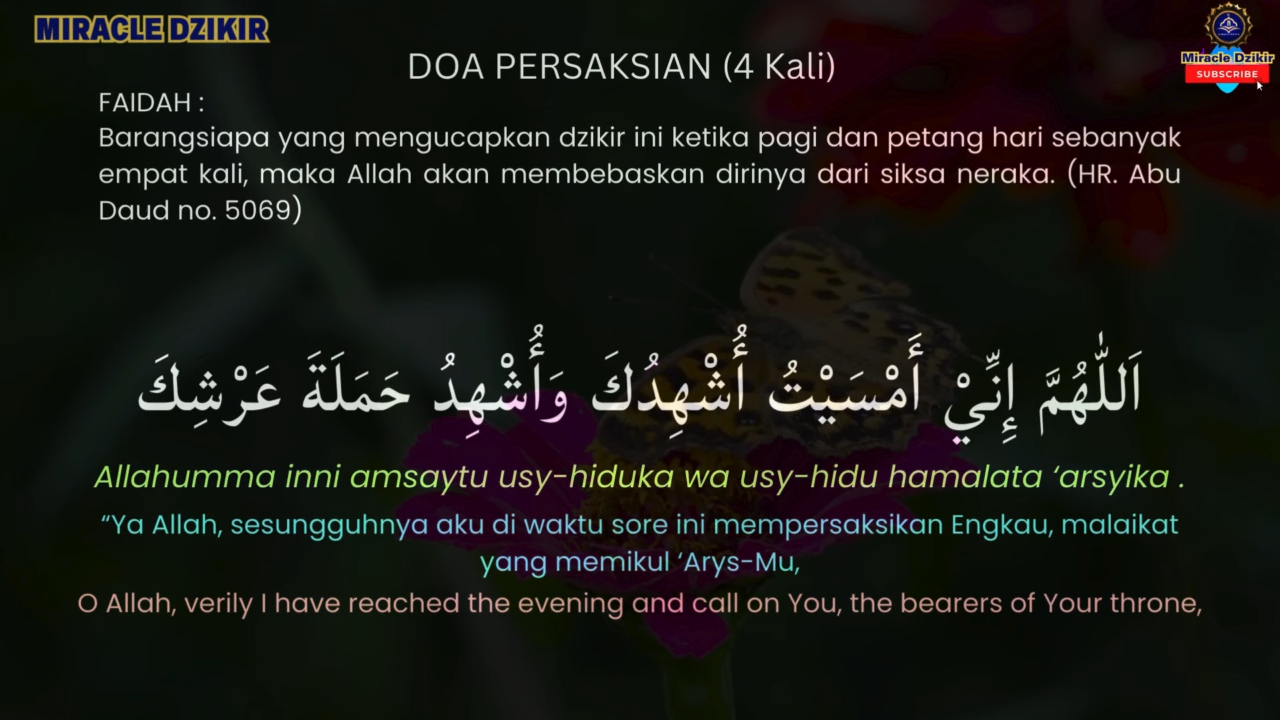 MIRACLE DZIKIR
Miracle Dzikir
SUBSCRIBE
DOA PERSAKSIAN (4 Kali)
FAIDAH :
Barangsiapa yang mengucapkan dzikir ini ketika pagi dan petang hari sebanyak
empat kali, maka Allah akan membebaskan dirinya dari siksa neraka. (HR. Abu
Daud no. 5069)
اَللّٰهُمَّ إِنِّيْ أَمْسَيْتُ أُشْهِدُكَ وَأُشْهِدُ حَمَلَةَ عَرْشِكَ
Allahumma inni amsaytu usy-hiduka wa usy-hidu hamalata ‘arsyika .
“Ya Allah, sesungguhnya aku di waktu sore ini mempersaksikan Engkau, malaikat
yang memikul ‘Arys-Mu,
O Allah, verily I have reached the evening and call on You, the bearers of Your throne,